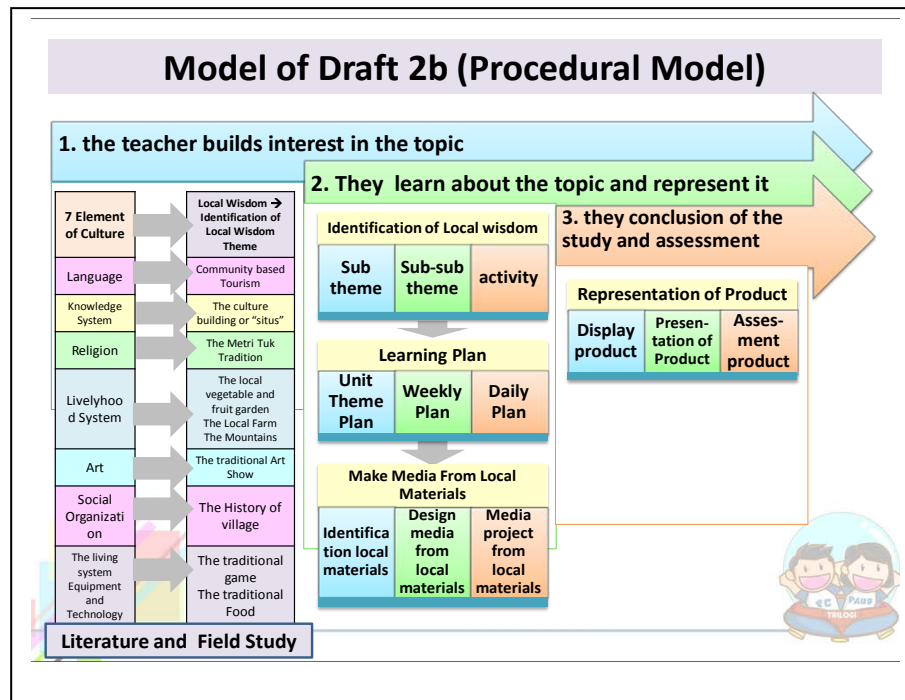 Model of Draft 2b (Procedural Model)
1. the teacher builds interest in the topic
2. They learn about the topic and represent it
3. they conclusion of the
study and assessment
7 Element
of Culture
Local Wisdom →
Identification of
Local Wisdom
Theme
Language
Community based
Tourism
Knowledge
System
The culture
building or “situs”
Religion
The Metri Tuk
Tradition
Livelyhoo
d System
The local
vegetable and
fruit garden
The Local Farm
The Mountains
Art
The traditional Art
Show
Social
Organizati
on
The History of
village
The living
system
Equipment
and
Technology
The traditional
game
The traditional
Food
Literature and Field Study
Identification of Local wisdom
Sub
theme
Sub-sub
theme
activity
Learning Plan
Unit
Theme
Plan
Weekly
Plan
Daily
Plan
Make Media From Local
Materials
Identifica
tion local
materials
Design
media
from
local
materials
Media
project
from
local
materials
Representation of Product
Display
product
Presen-
tation of
Product
Asses-
ment
product
PAUD
TRILOGI